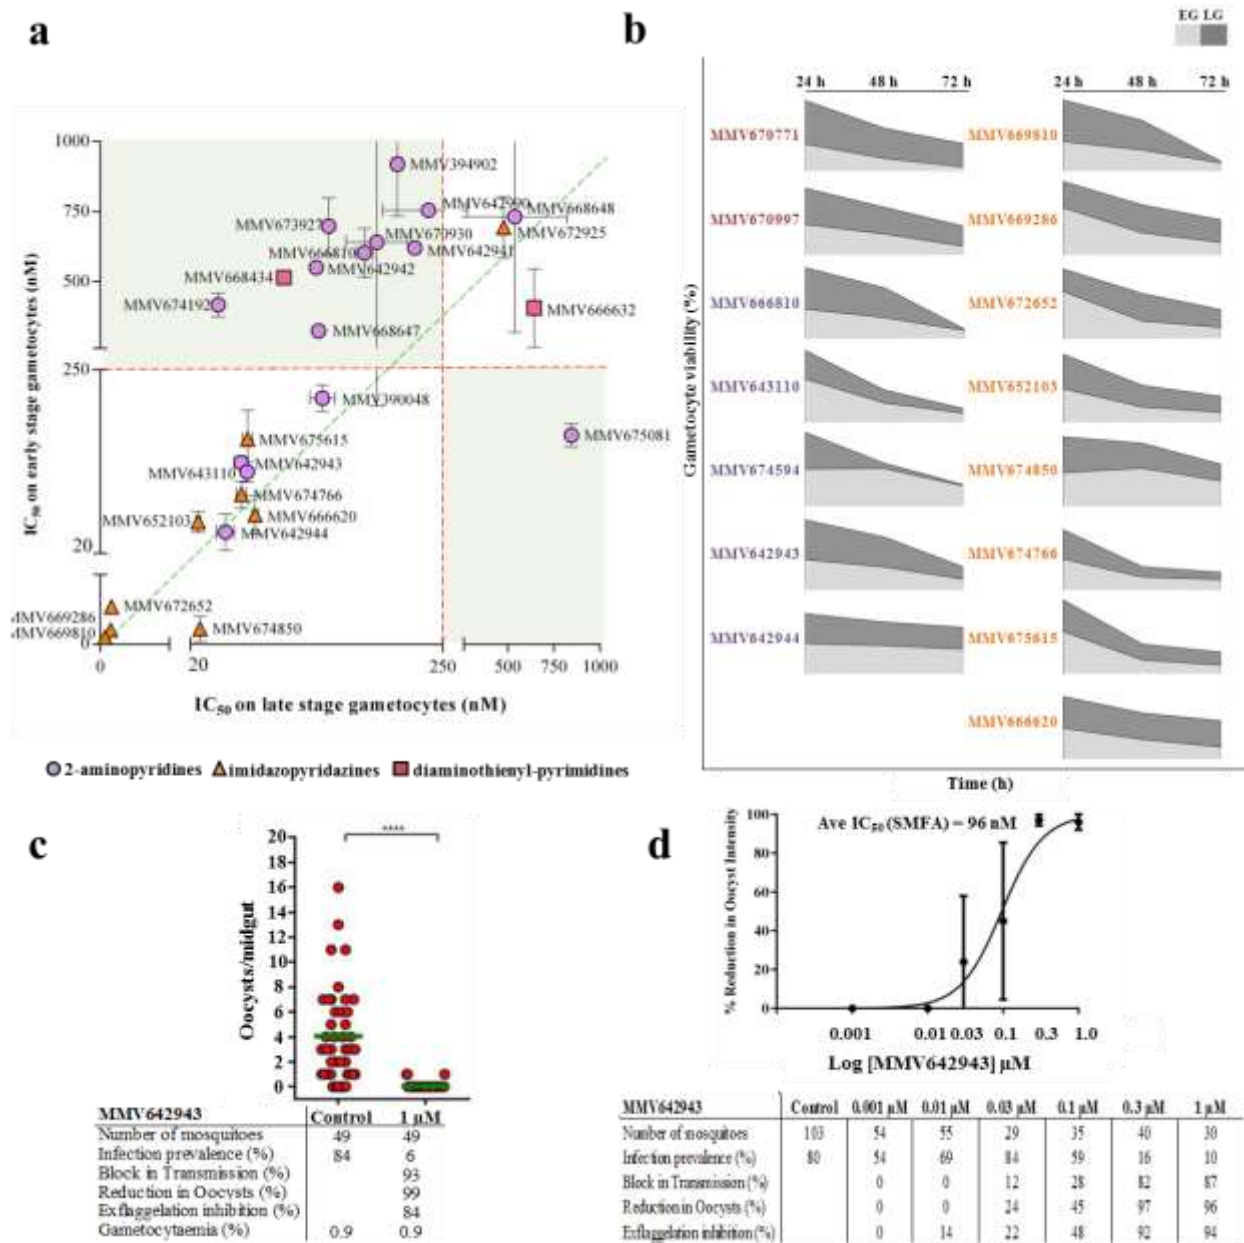 a
1000
750
500
250
20
0
IC50 on early stage gametocytes (nM)
MMV394902
MMV642990
MMV668648
MMV673927
MMV670930
MMV672925
MMV666810
MMV642941
MMV668434
MMV642942
MMV674192
MMV666632
MMV668647
MMV390048
MMV675081
MMV675615
MMV642943
MMV643110
MMV674766
MMV652103
MMV666620
MMV642944
MMV672652
MMV669286
MMV669810
MMV674850
0
20
250
500
750
1000
IC50 on late stage gametocytes (nM)
2-aminopyridines
imidazopyridazines
diaminothienyl-pyrimidines
b
EG LG
24 h 48 h 72 h
24 h 48 h 72 h
Gametocyte viability (%)
MMV670771
MMV669810
MMV670997
MMV669286
MMV666810
MMV672652
MMV643110
MMV652103
MMV674594
MMV674850
MMV642943
MMV674766
MMV642944
MMV675615
MMV666620
Time (h)
c
****
20
18
16
14
12
10
8
6
4
2
0
Oocysts/midgut
MMV642943 Control 1 µM
Number of mosquitoes 49 49
Infection prevalence (%) 84 6
Block in Transmission (%) 93
Reduction in Oocysts (%) 99
Exflaggelation inhibition (%) 84
Gametocytaemia (%) 0.9 0.9
d
Ave IC50 (SMFA) = 96 nM
100
80
60
40
20
0
% Reduction in Oocyst Intensity
0.001 0.01 0.03 0.1 0.3 1.0
Log [MMV642943] µM
MMV642943 Control 0.001 µM 0.01 µM 0.03 µM 0.1 µM 0.3 µM 1 µM
Number of mosquitoes 103 54 55 29 35 40 30
Infection prevalence (%) 80 54 69 84 59 16 10
Block in Transmission (%) 0 0 12 28 82 87
Reduction in Oocysts (%) 0 0 24 45 97 96
Exflaggelation inhibition (%) 0 14 22 48 92 94